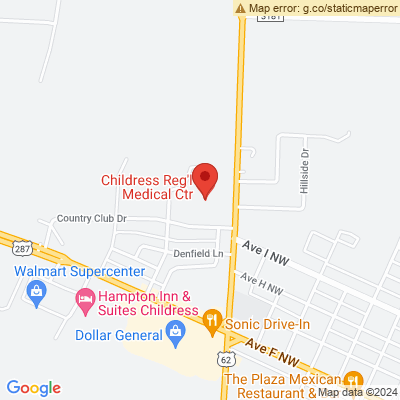 Map error: g.co/staticmaperror
3181
Hillside Dr
Childress Reg'l
Medical Ctr
Country Club Dr
287
Ave I NW
Denfield Ln
Walmart Supercenter
Ave H NW
Hampton Inn &
Suites Childress
Sonic Drive-In
Dollar General
Ave F NW
62
The Plaza Mexican
Restaurant &
Google
Map data ©2024